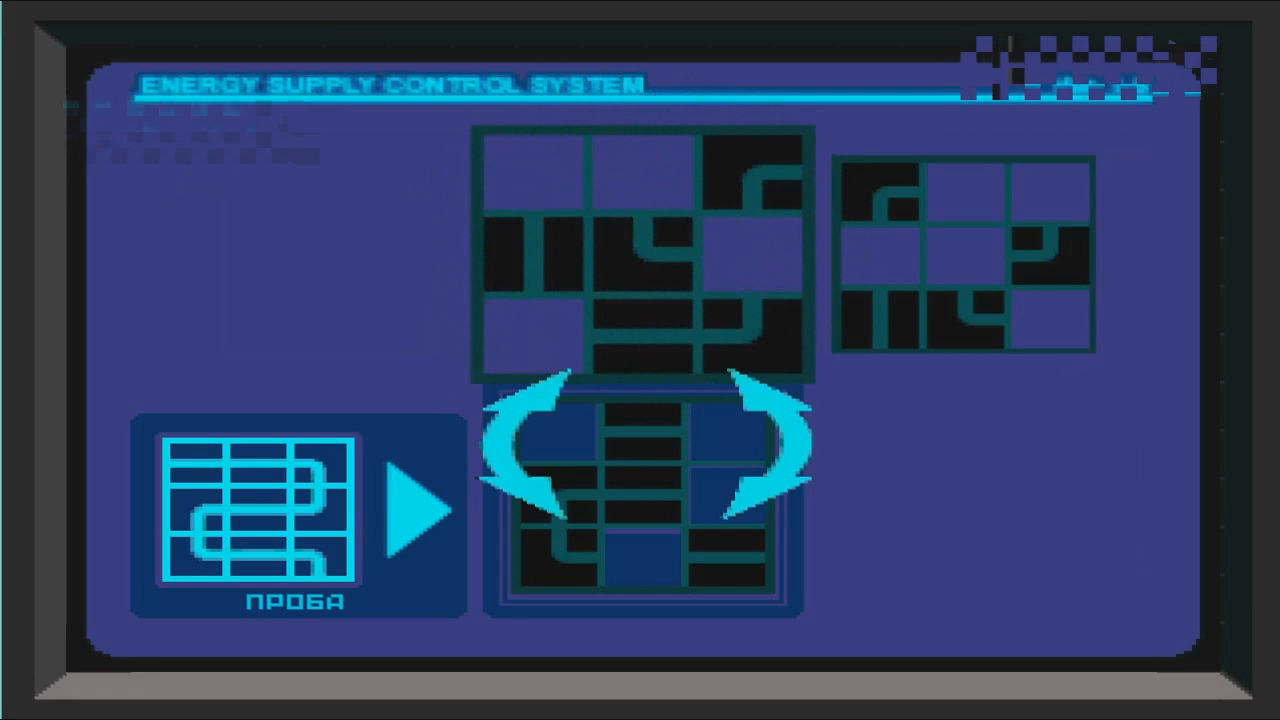 ENERGY SUPPLY CONTROL SYSTEM
ПРОБА